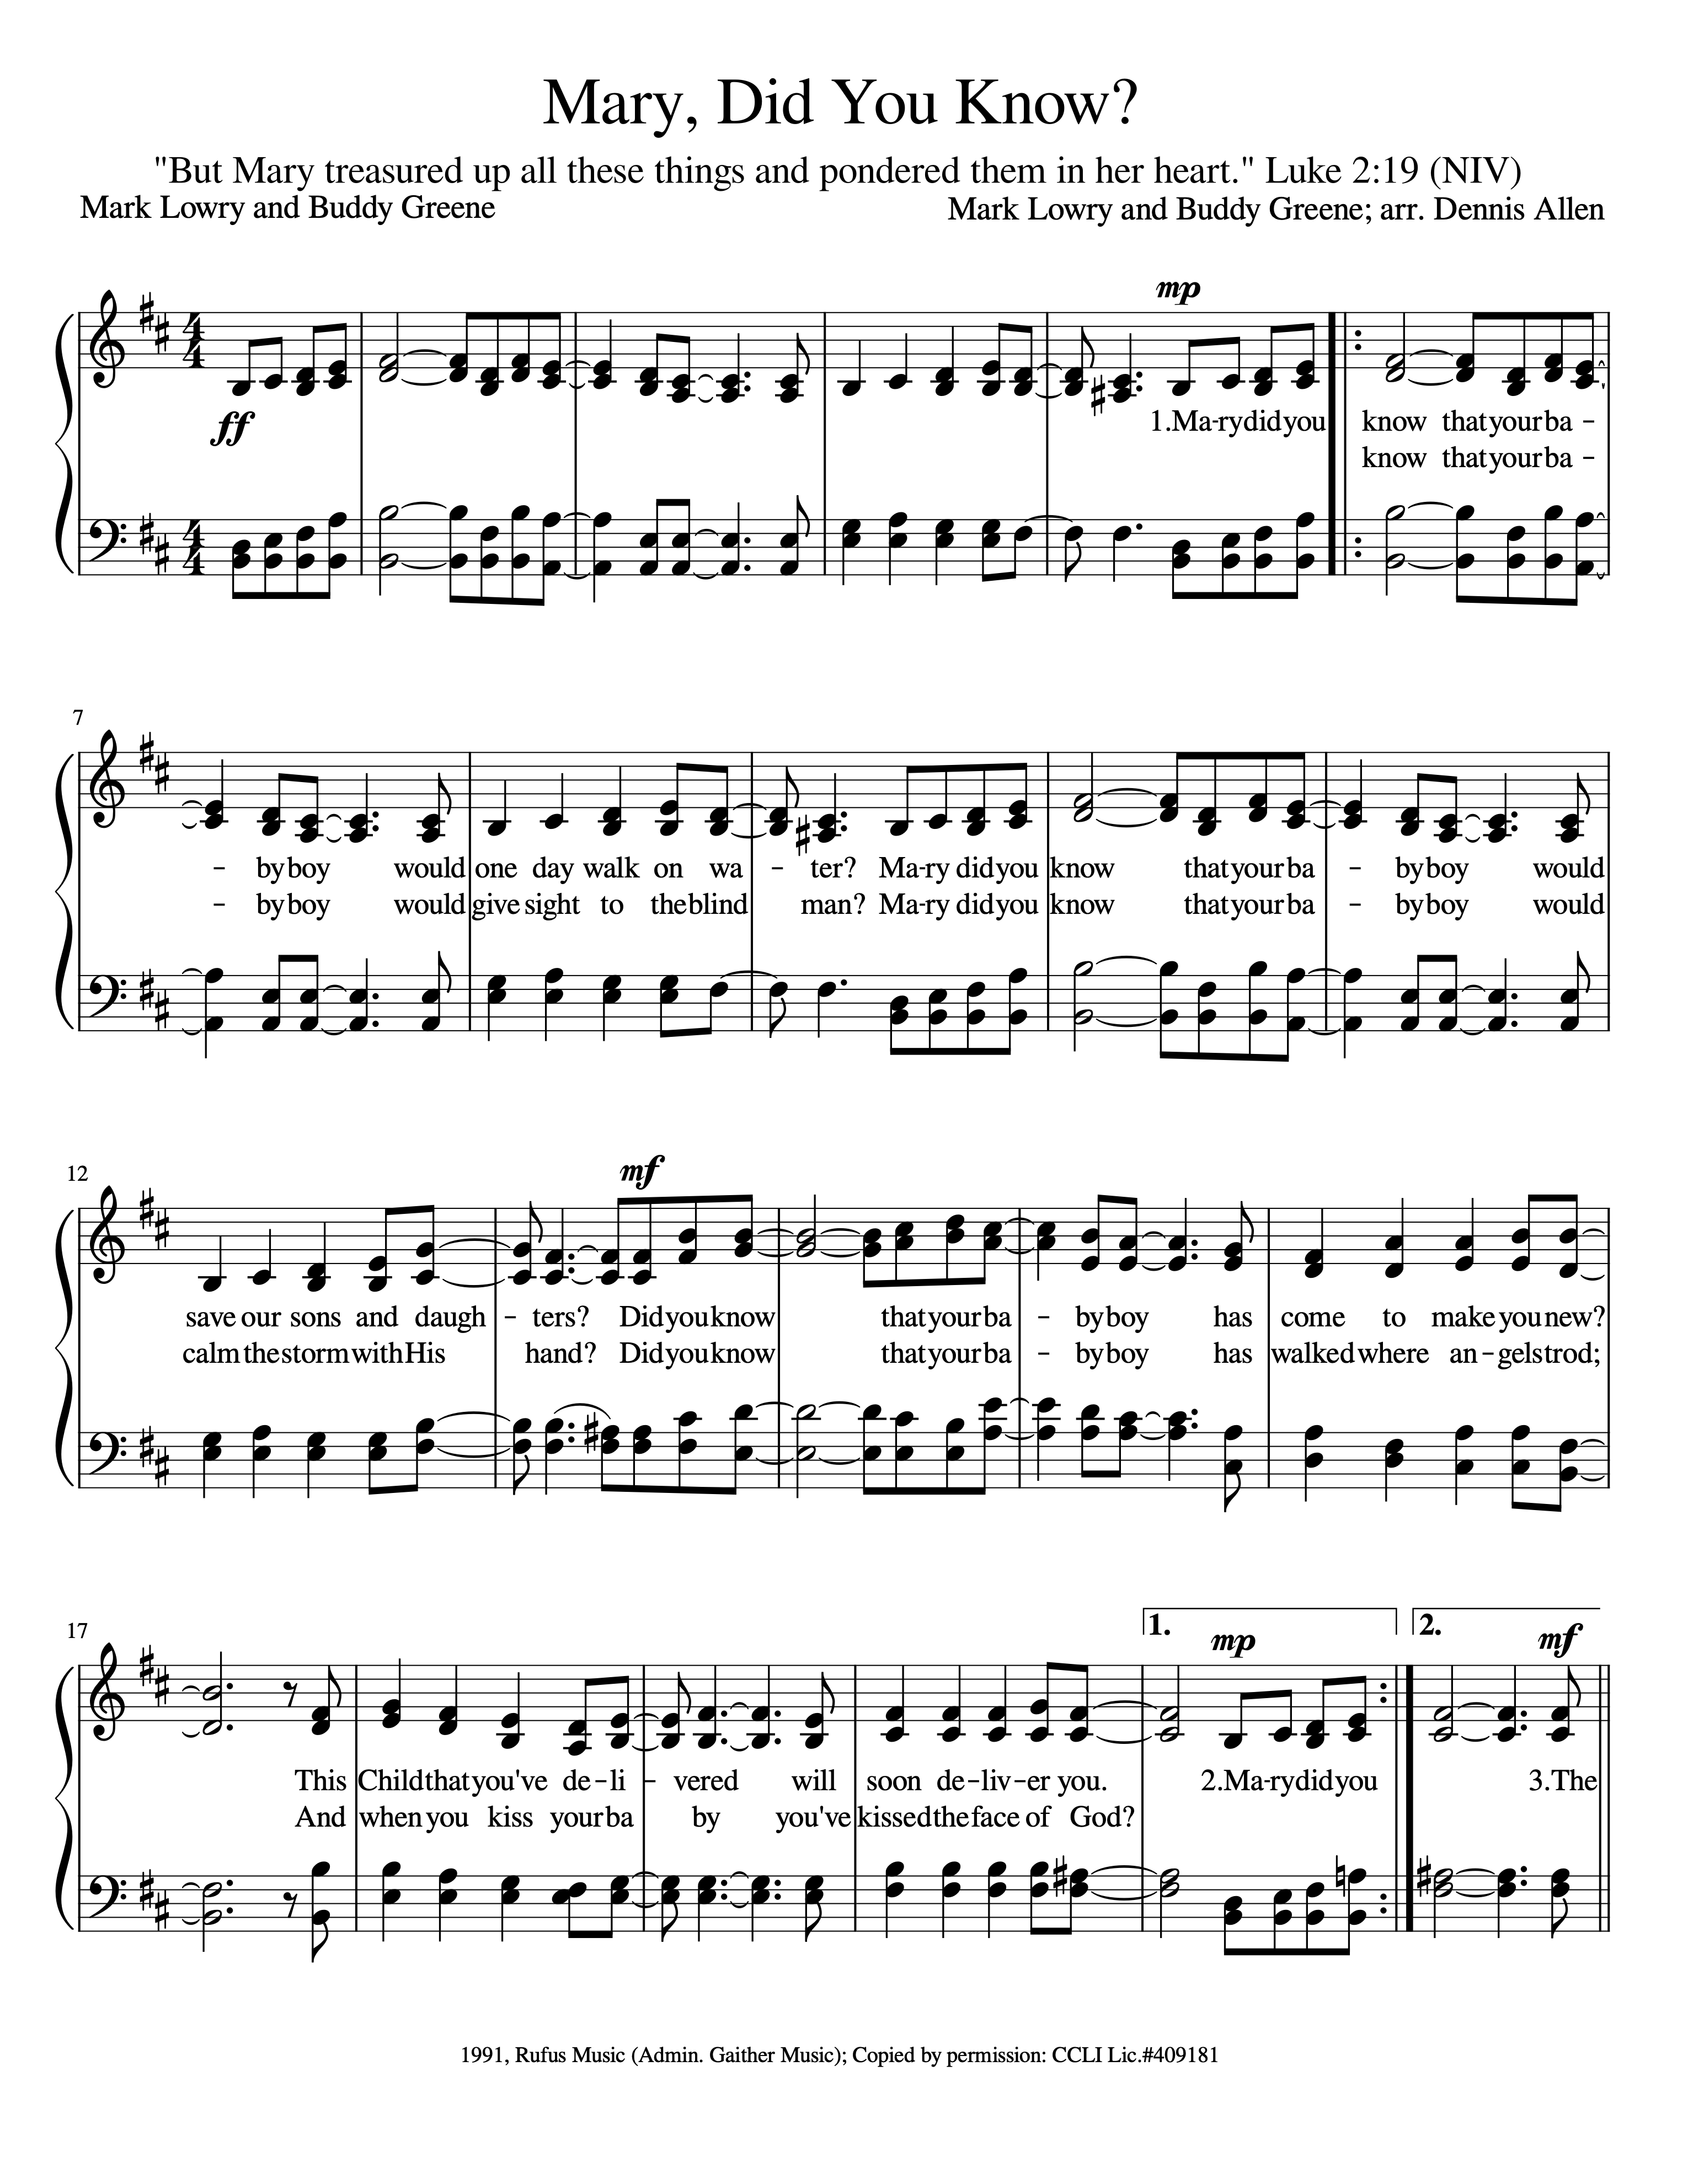 Mary, Did You Know?
"But Mary treasured up all these things and pondered them in her heart." Luke 2:19 (NIV)
Mark Lowry and Buddy Greene
Mark Lowry and Buddy Greene; arr. Dennis Allen
mp
4 4
ff
1.Ma-ry did you know that your ba -
know that your ba -
4 4
7
- by boy would one day walk on wa - ter? Ma-ry did you know that your ba - by boy would
- by boy would give sight to the blind man? Ma-ry did you know that your ba - by boy would
12
mf
save our sons and daugh - ters? Did you know that your ba - by boy has come to make you new?
calm the storm with His hand? Did you know that your ba - by boy has walked where an - gels trod;
17
1. mp 2. mf
This Child that you've de - li - vered will soon de - liv - er you. 2.Ma-ry did you 3.The
And when you kiss your ba by you've kissed the face of God?
1991, Rufus Music (Admin. Gaither Music); Copied by permission: CCLI Lic.#409181